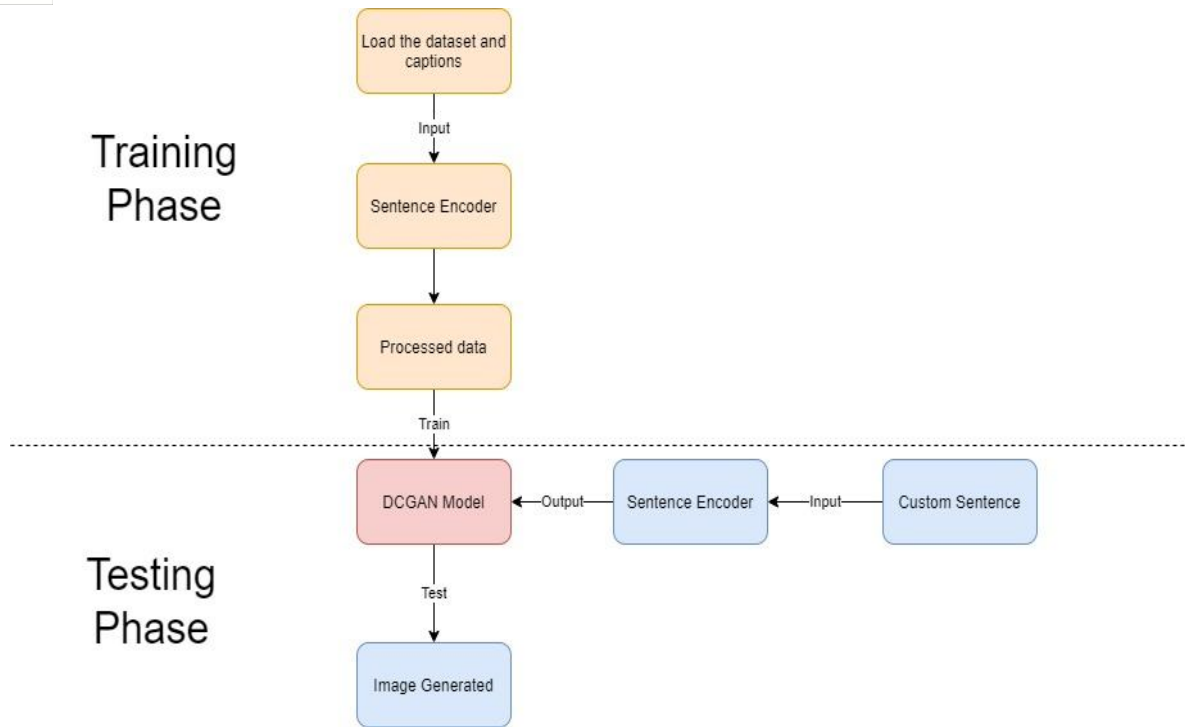 Load the dataset and
captions
Input
Training
Phase
Sentence Encoder
Processed data
Train
DCGAN Model
Output
Sentence Encoder
Input
Custom Sentence
Testing
Phase
Test
Image Generated